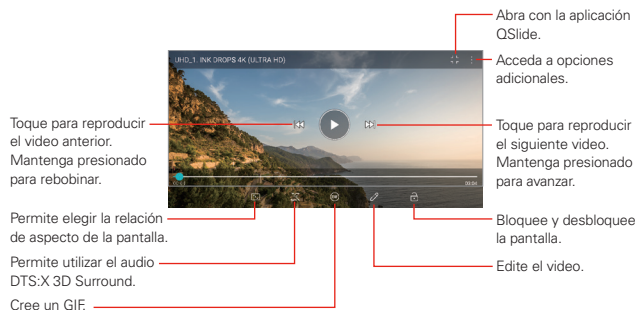 Abra con la aplicación
QSlide.
UHD_1. INK DROPS 4K (ULTRA HD)
Acceda a opciones
adicionales.
Toque para reproducir
el video anterior.
Mantenga presionado
para rebobinar.
Toque para reproducir
el siguiente video.
Mantenga presionado
para avanzar.
Permite elegir la relación
de aspecto de la pantalla.
Bloquee y desbloquee
la pantalla.
Permite utilizar el audio
DTS:X 3D Surround.
Edite el video.
Cree un GIF.